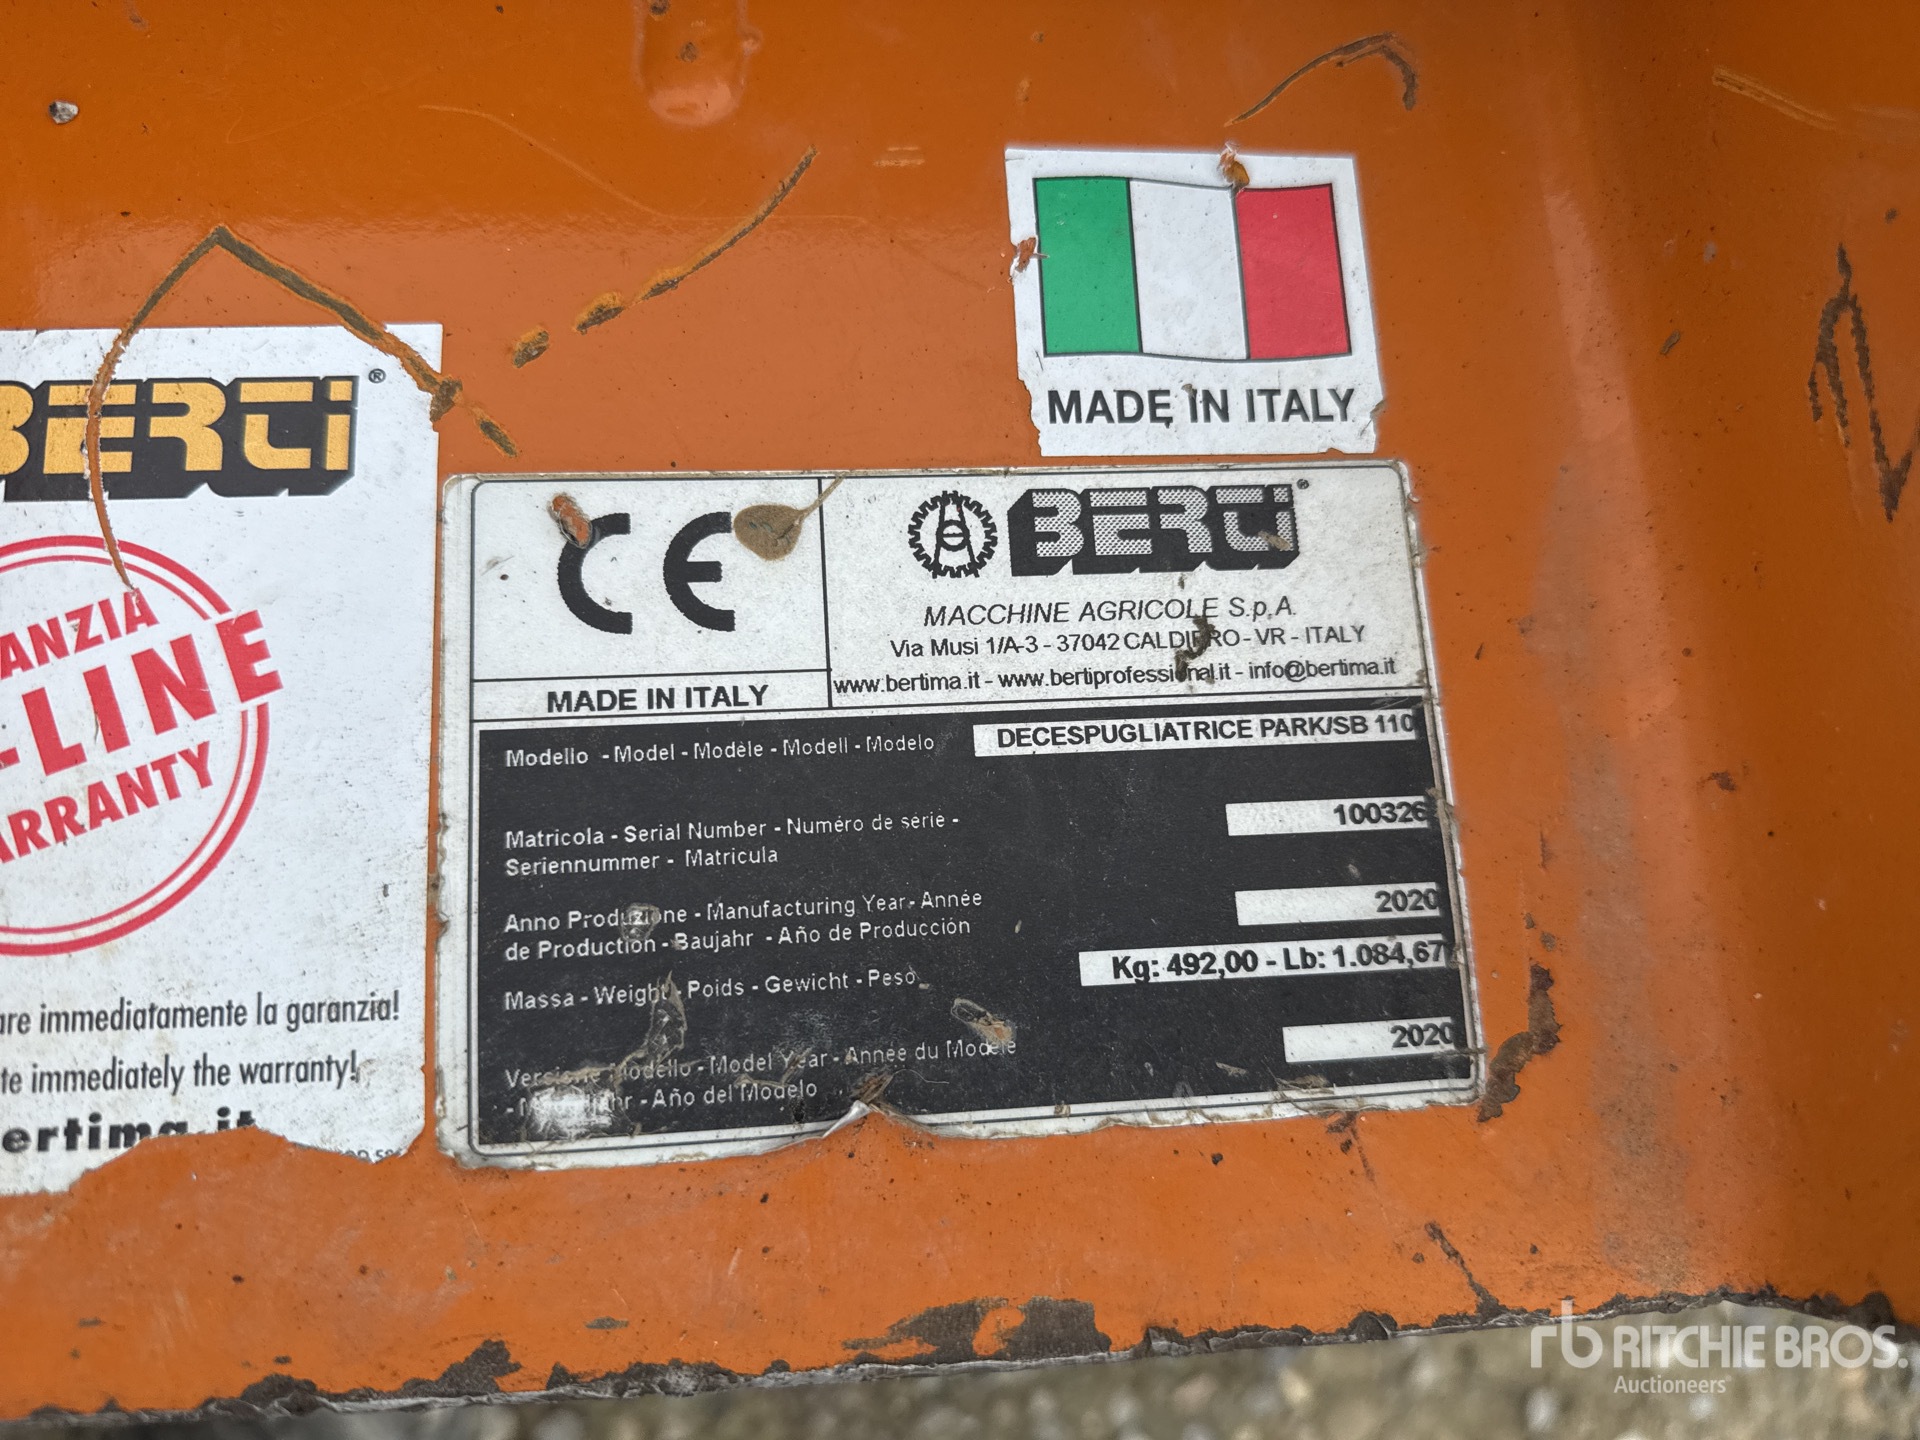 MADE IN ITALY
BERTI®
ANZIA
-LINE
ARRANTY
are immediatamente la garanzia!
te immediately the warranty!
ertima.it
CE
MADE IN ITALY
BERTI®
MACCHINE AGRICOLE S.p.A.
Via Musi 1/A-3 - 37042 CALDIERO - VR - ITALY
www.bertima.it - www.bertiprofessional.it - info@bertima.it
Modello - Model - Modèle - Modell - Modelo
DECESPUGLIATRICE PARK/SB 110
Matricola - Serial Number - Numéro de série -
Seriennummer - Matricula
100326
Anno Produzione - Manufacturing Year - Année
de Production - Baujahr - Año de Producción
2020
Massa - Weight - Poids - Gewicht - Peso
Kg: 492,00 - Lb: 1.084,67
Versione Modello - Model Year - Année du Modèle
- Año del Modelo
2020
rb RITCHIE BROS.
Auctioneers